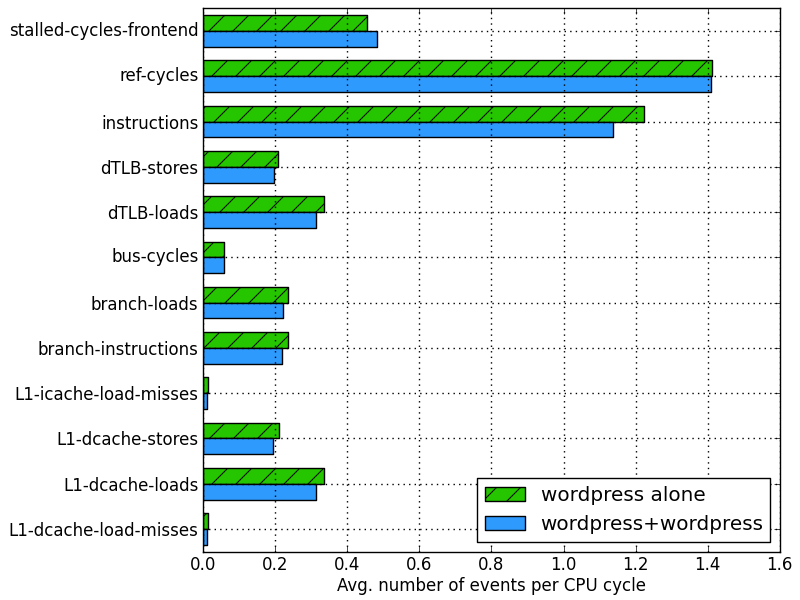 stalled-cycles-frontend
ref-cycles
instructions
dTLB-stores
dTLB-loads
bus-cycles
branch-loads
branch-instructions
L1-icache-load-misses
L1-dcache-stores
L1-dcache-loads
L1-dcache-load-misses
wordpress alone
wordpress+wordpress
0.0 0.2 0.4 0.6 0.8 1.0 1.2 1.4 1.6
Avg. number of events per CPU cycle